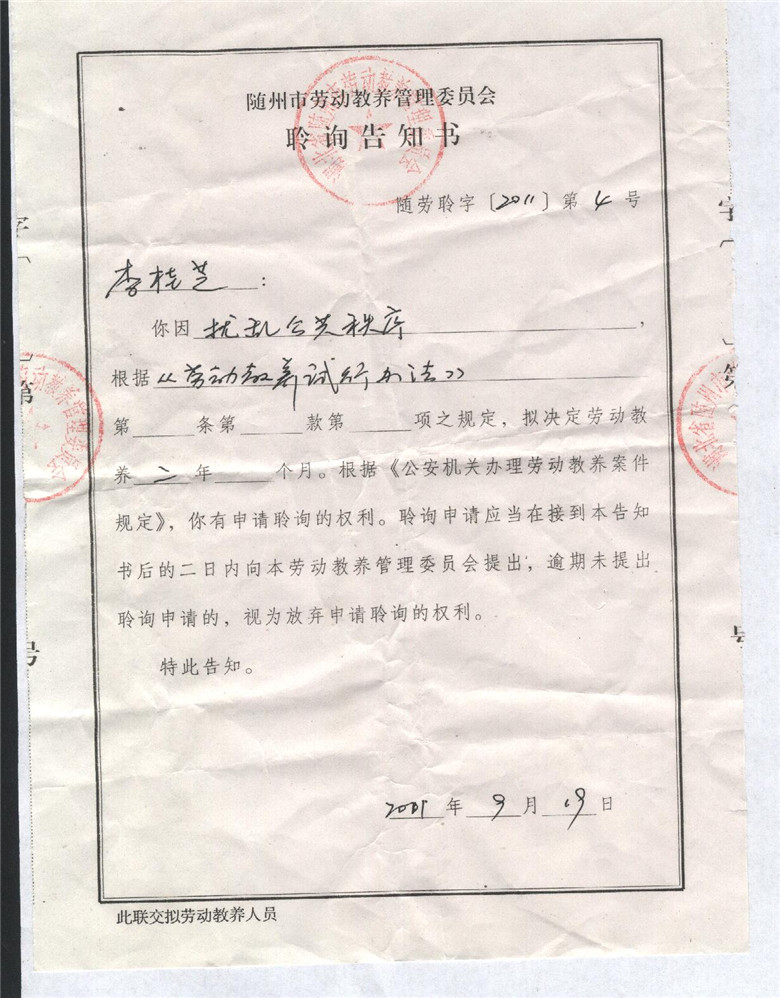 随州市劳动教养管理委员会
聆询告知书
随劳聆字〔2011〕第 4 号
李桂芝：
你因 扰乱公共秩序，
根据《劳动教养试行办法》
第 条第 款第 项之规定，拟决定劳动教
养 二 年 个月。根据《公安机关办理劳动教养案件
规定》，你有申请聆询的权利。聆询申请应当在接到本告知
书后的二日内向本劳动教养管理委员会提出；逾期未提出
聆询申请的，视为放弃申请聆询的权利。
特此告知。
2011 年 9 月 19 日
此联交拟劳动教养人员
第
号
第
号